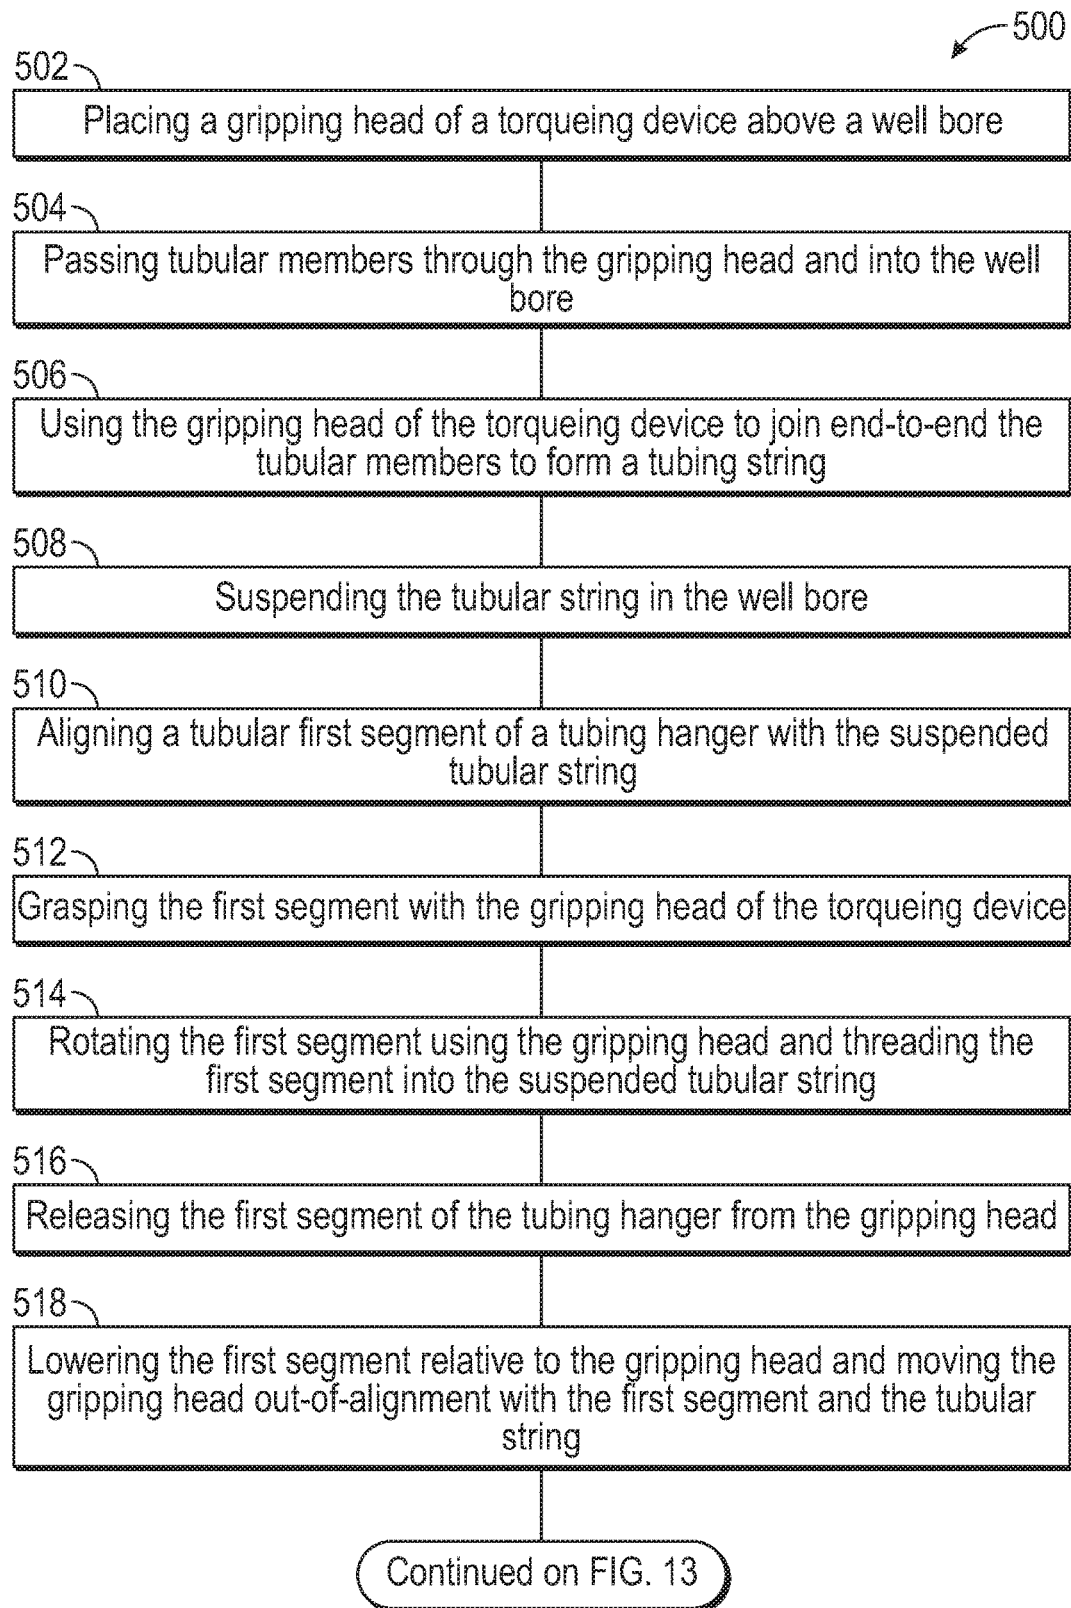 500
502
Placing a gripping head of a torqueing device above a well bore
504
Passing tubular members through the gripping head and into the well
bore
506
Using the gripping head of the torqueing device to join end-to-end the
tubular members to form a tubing string
508
Suspending the tubular string in the well bore
510
Aligning a tubular first segment of a tubing hanger with the suspended
tubular string
512
Grasping the first segment with the gripping head of the torqueing device
514
Rotating the first segment using the gripping head and threading the
first segment into the suspended tubular string
516
Releasing the first segment of the tubing hanger from the gripping head
518
Lowering the first segment relative to the gripping head and moving the
gripping head out-of-alignment with the first segment and the tubular
string
Continued on FIG. 13